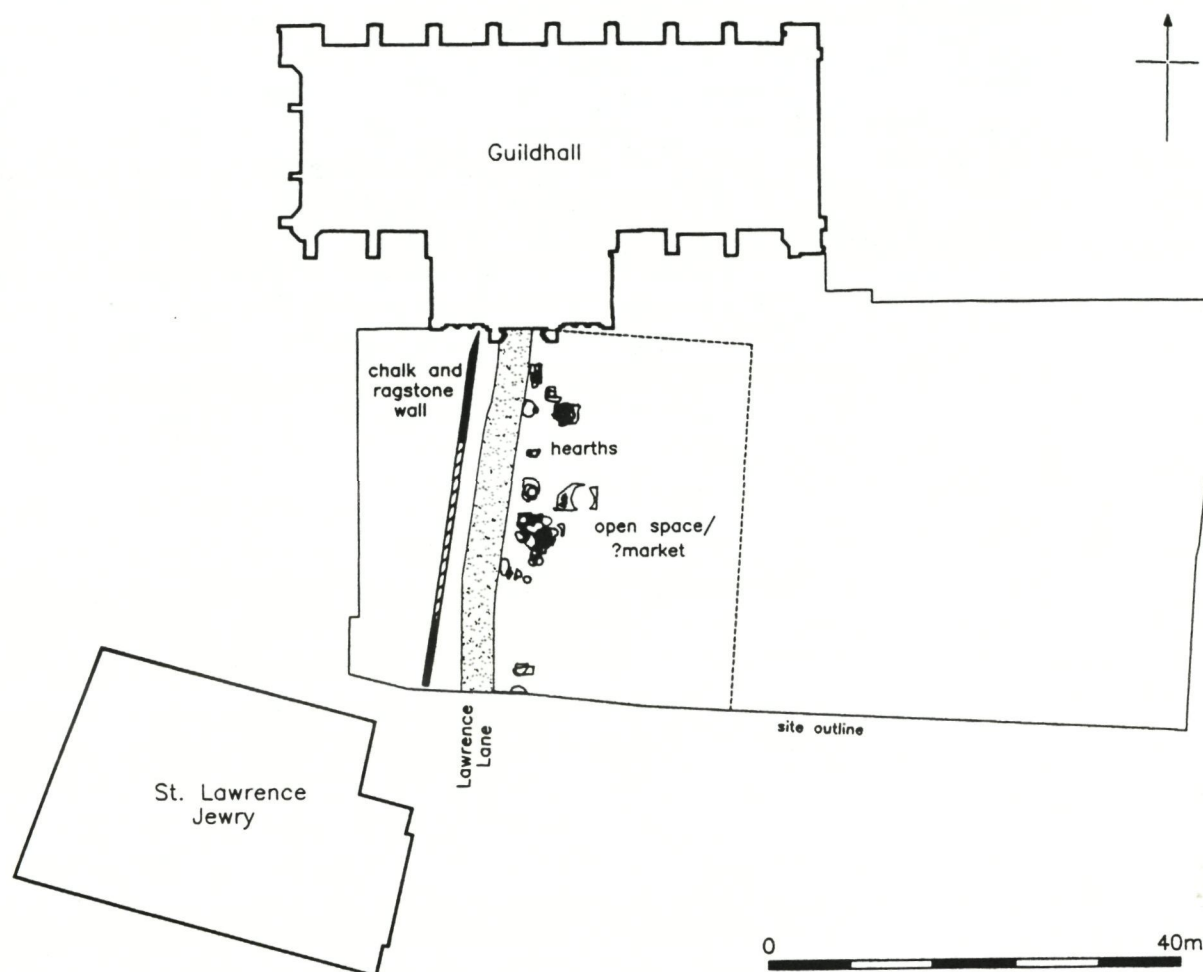 Guildhall
chalk and
ragstone
wall
hearths
open space/
?market
site outline
Lawrence
Lane
St. Lawrence
Jewry
0
40m